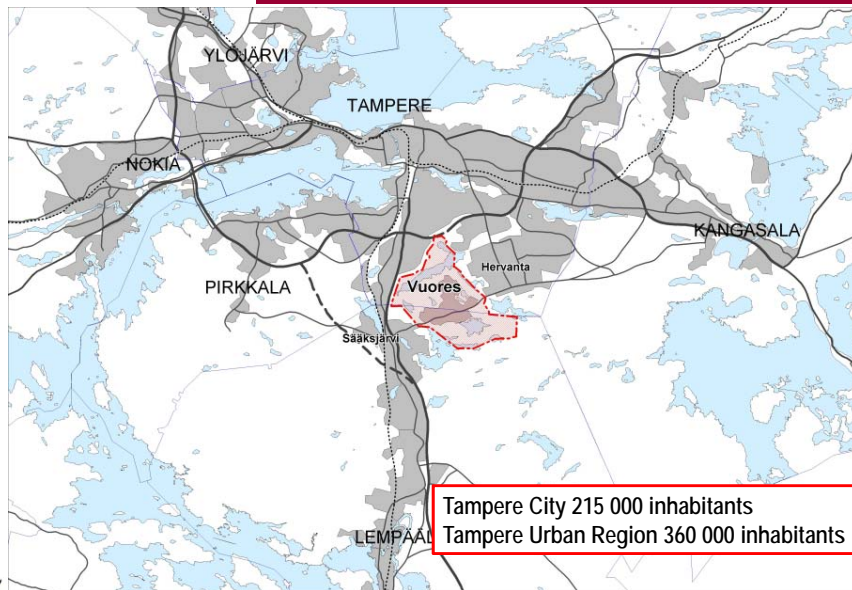 YLÖJÄRVI
TAMPERE
NOKIA
KANGASALA
Hervanta
PIRKKALA
Vuores
Sääksjärvi
Tampere City 215 000 inhabitants
Tampere Urban Region 360 000 inhabitants
LEMPÄÄL